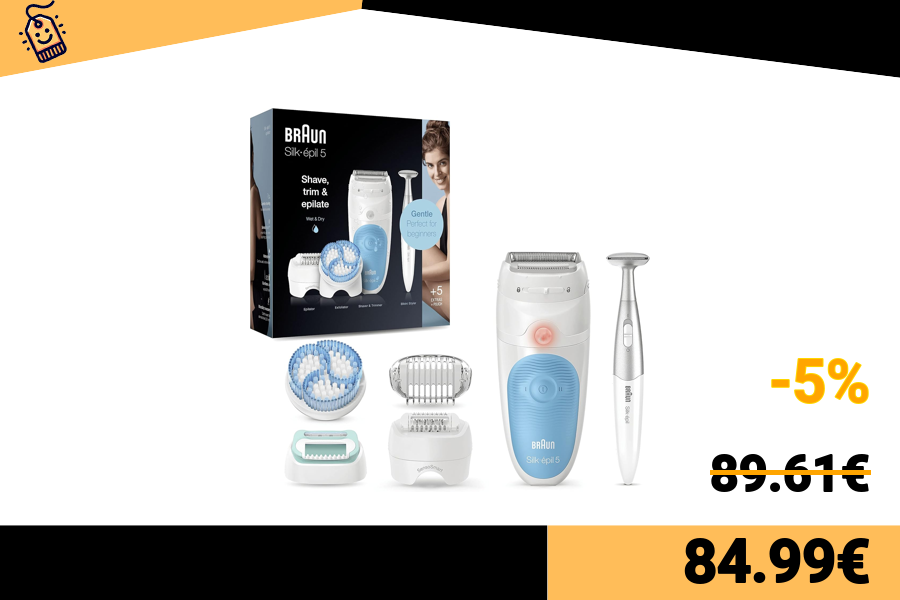 BRAUN
Silk·épil 5
Shave,
trim &
epilate
Wet & Dry
Gentle
Perfect for
beginners
+5
BRAUN
Silk·épil 5
BRAUN
-5%
89.61€
84.99€